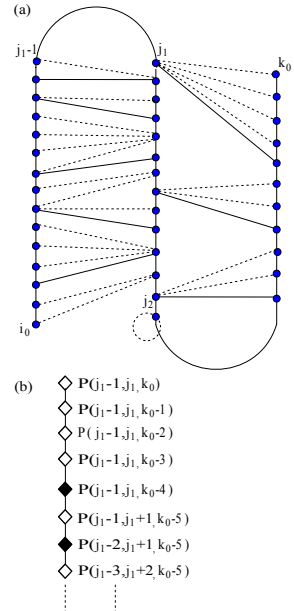 (a)
j₁-1
j₁
k₀
j₂
i₀
(b)
P(j₁-1,j₁,k₀)
P(j₁-1,j₁,k₀-1)
P(j₁-1,j₁,k₀-2)
P(j₁-1,j₁,k₀-3)
P(j₁-1,j₁,k₀-4)
P(j₁-1,j₁+1,k₀-5)
P(j₁-2,j₁+1,k₀-5)
P(j₁-3,j₁+2,k₀-5)